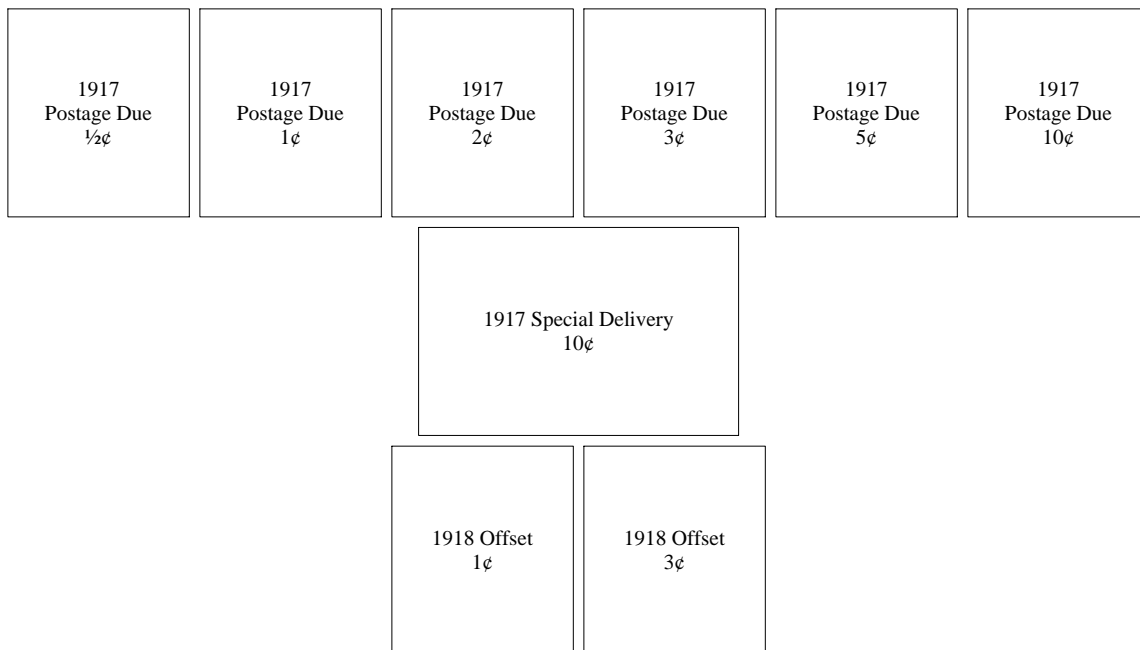 1917
Postage Due
½¢
1917
Postage Due
1¢
1917
Postage Due
2¢
1917
Postage Due
3¢
1917
Postage Due
5¢
1917
Postage Due
10¢
1917 Special Delivery
10¢
1918 Offset
1¢
1918 Offset
3¢